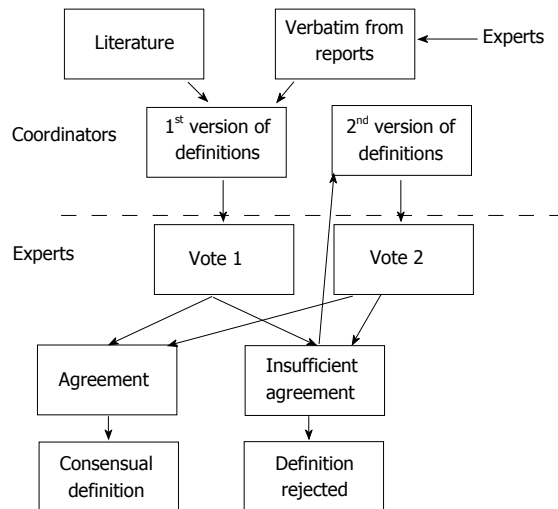 Literature
Verbatim from
reports
Experts
Coordinators
1st version of
definitions
2nd version of
definitions
Experts
Vote 1
Vote 2
Agreement
Insufficient
agreement
Consensual
definition
Definition
rejected